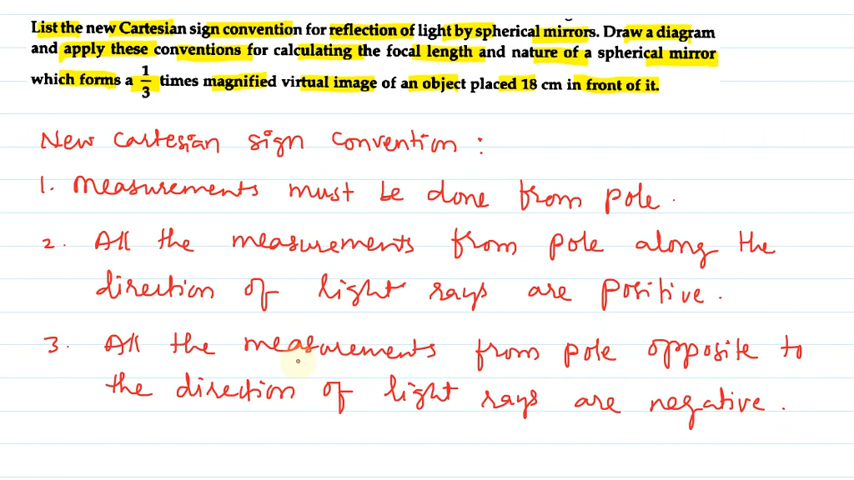 List the new Cartesian sign convention for reflection of light by spherical mirrors. Draw a diagram
and apply these conventions for calculating the focal length and nature of a spherical mirror
which forms a 1/3 times magnified virtual image of an object placed 18 cm in front of it.
New Cartesian sign convention :
1. Measurements must be done from pole.
2. All the measurements from pole along the
direction of light rays are positive.
3. All the measurements from pole opposite to
the direction of light rays are negative.